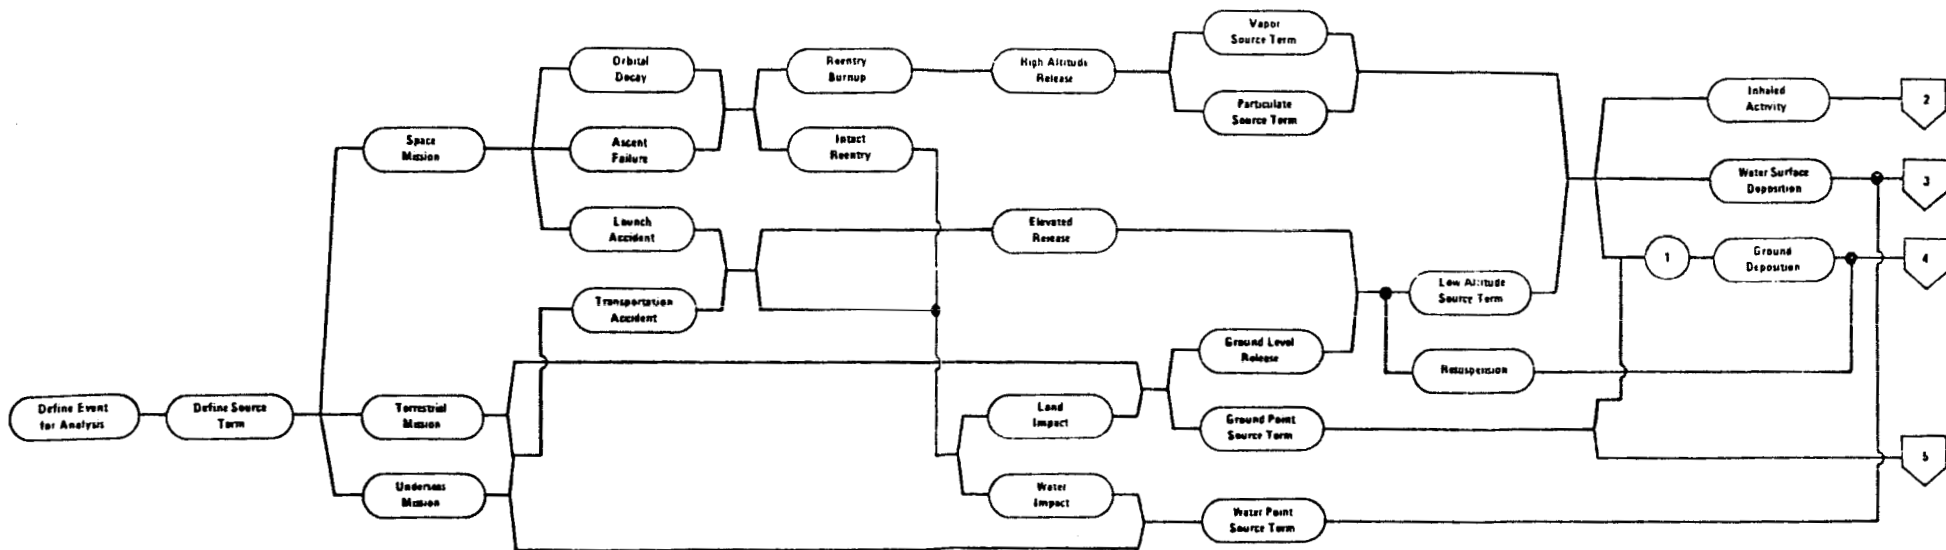 Define Event
for Analysis
Define Source
Term
Space
Mission
Terrestrial
Mission
Undersea
Mission
Orbital
Decay
Ascent
Failure
Launch
Accident
Transportation
Accident
Reentry
Burnup
Intact
Reentry
High Altitude
Release
Elevated
Release
Land
Impact
Water
Impact
Vapor
Source Term
Particulate
Source Term
Ground Level
Release
Ground Point
Source Term
Water Point
Source Term
Low Altitude
Source Term
Resuspension
Inhaled
Activity
Water Surface
Deposition
1
Ground
Deposition
2
3
4
5